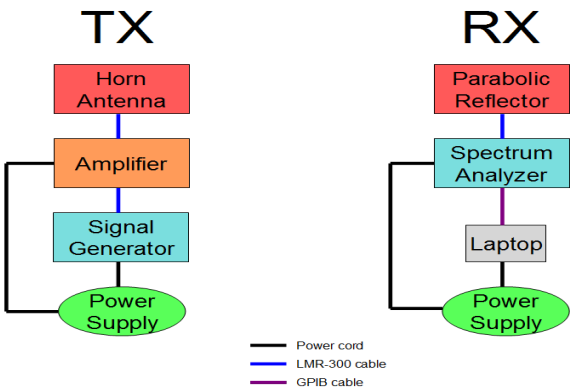 TX
Horn
Antenna
Amplifier
Signal
Generator
Power
Supply
RX
Parabolic
Reflector
Spectrum
Analyzer
Laptop
Power
Supply
Power cord
LMR-300 cable
GPIB cable